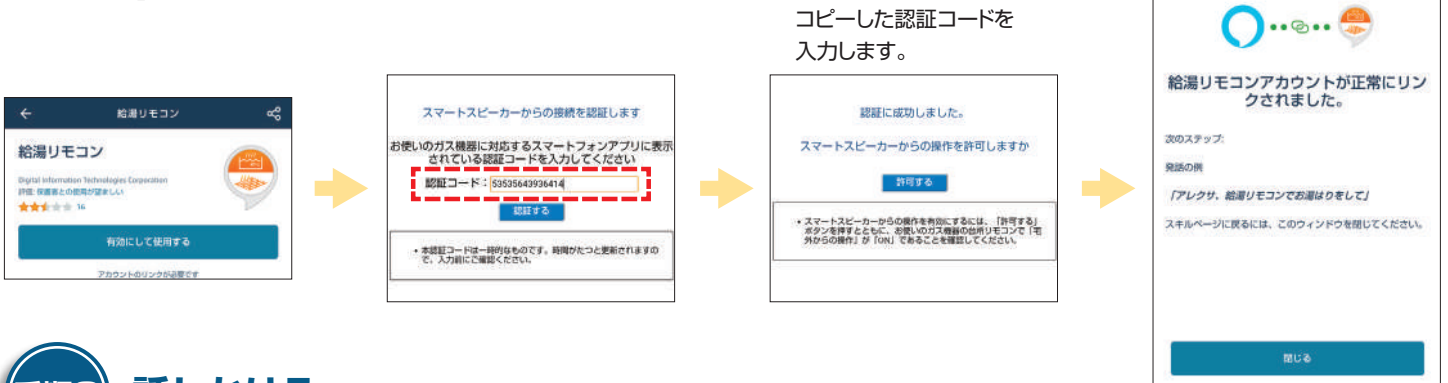 コピーした認証コードを
入力します。
給湯リモコン
給湯リモコン
Digital Information Technologies Corporation
評価: 保護者との使用が望ましい
16
有効にして使用する
アカウントのリンクが必要です
スマートスピーカーからの接続を認証します
お使いのガス機器に対応するスマートフォンアプリに表示
されている認証コードを入力してください
認証コード：53535643936414
認証する
・本認証コードは一時的なものです。時間がたつと更新されますの
で、入力前にご確認ください。
認証に成功しました。
スマートスピーカーからの操作を許可しますか
許可する
・スマートスピーカーからの操作を有効にするには、「許可する」
ボタンを押すとともに、お使いのガス機器の台所リモコンで「宅
外からの操作」が「ON」であることを確認してください。
給湯リモコンアカウントが正常にリン
クされました。
次のステップ:
発話の例
「アレクサ、給湯リモコンでお湯はりをして」
スキルページに戻るには、このウィンドウを閉じてください。
閉じる